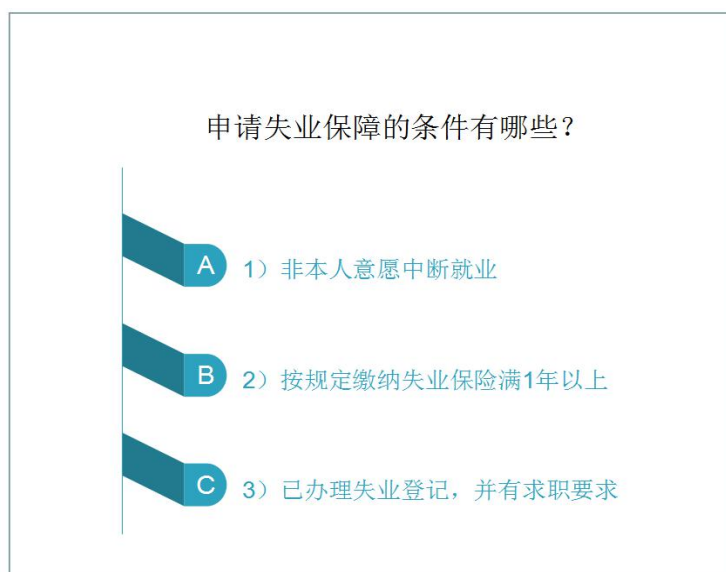 申请失业保障的条件有哪些？
A 1）非本人意愿中断就业
B 2）按规定缴纳失业保险满1年以上
C 3）已办理失业登记，并有求职要求